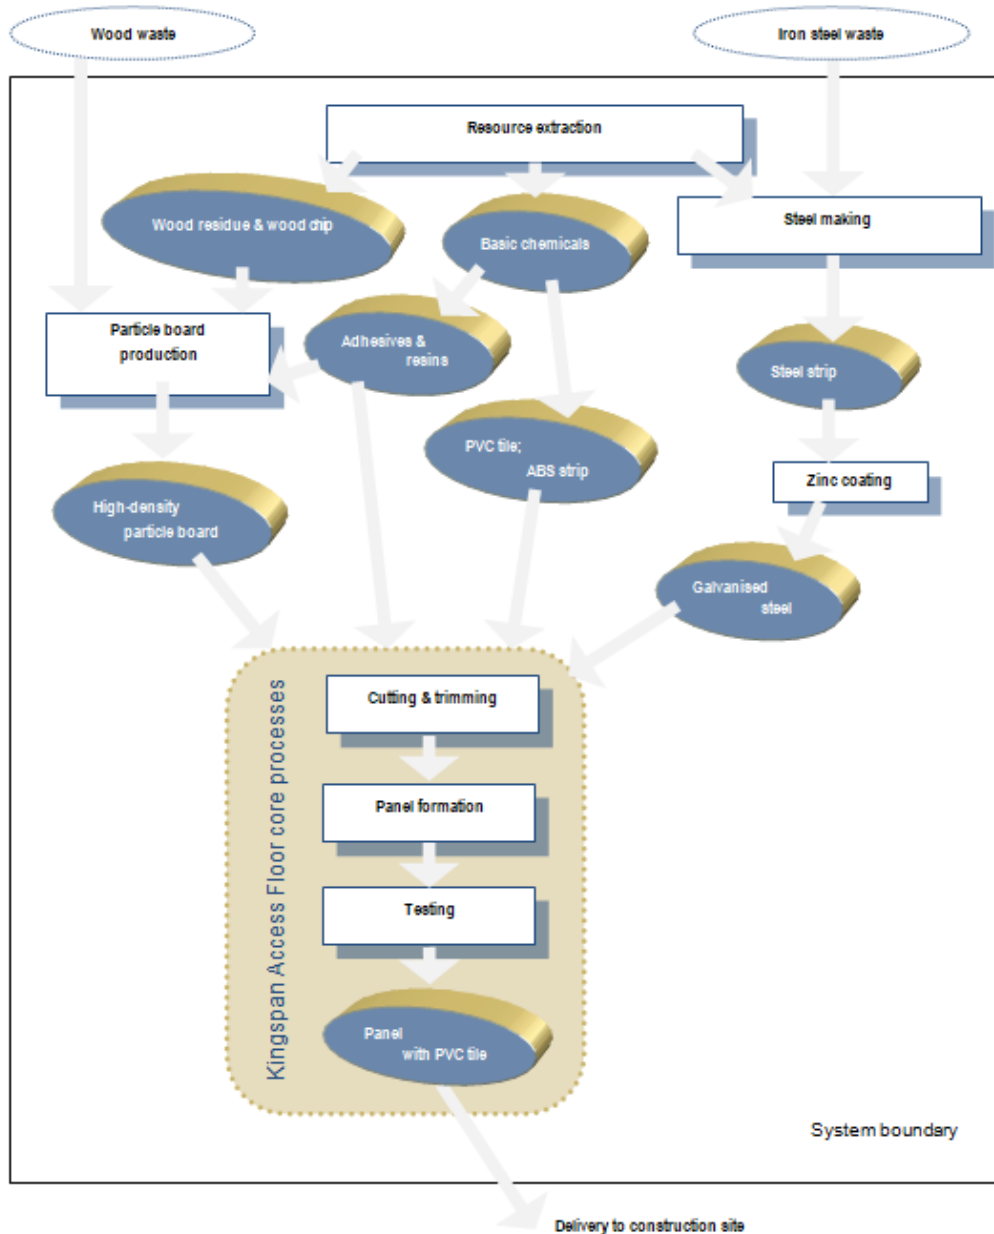 Wood waste
Iron steel waste
Resource extraction
Wood residue & wood chip
Basic chemicals
Steel making
Particle board
production
Adhesives &
resins
Steel strip
PVC tile;
ABS strip
Zinc coating
High-density
particle board
Galvanised
steel
Kingspan Access Floor core processes
Cutting & trimming
Panel formation
Testing
Panel
with PVC tile
System boundary
Delivery to construction site